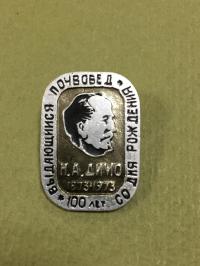 ВЫДАЮЩИЙСЯ ПОЧВОВЕД
Н.А. ДИМО
1873-1973
100 ЛЕТ СО ДНЯ РОЖДЕНИЯ